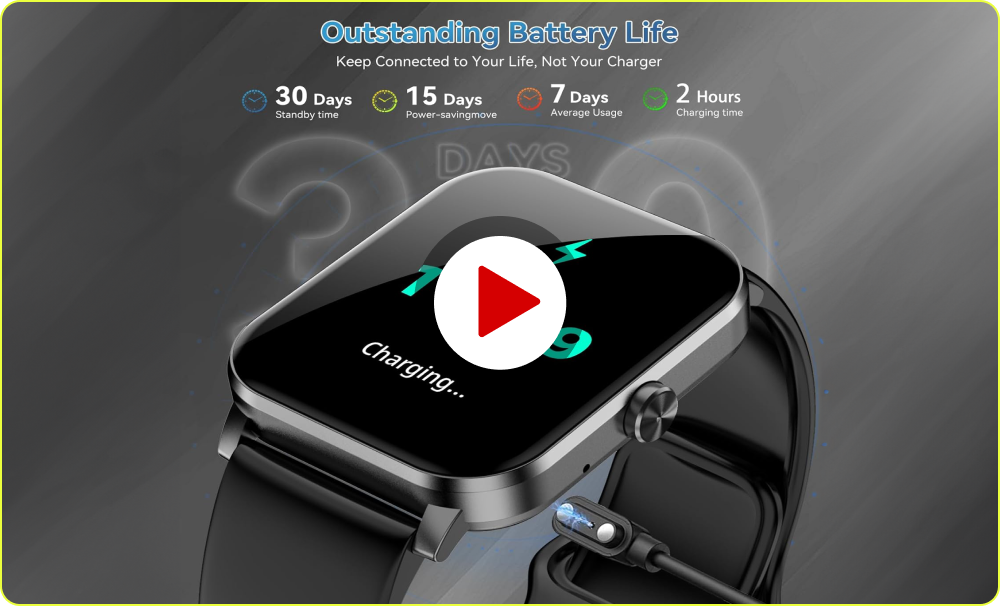 Outstanding Battery Life
Keep Connected to Your Life, Not Your Charger
30 Days
Standby time
15 Days
Power-savingmove
7 Days
Average Usage
2 Hours
Charging time
DAYS
Charging...